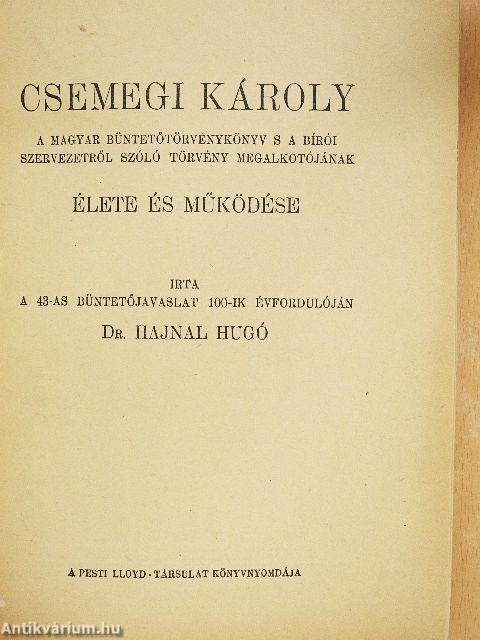 CSEMEGI KÁROLY
A MAGYAR BÜNTETŐTÖRVÉNYKÖNYV S A BÍRÓI
SZERVEZETRŐL SZÓLÓ TÖRVÉNY MEGALKOTÓJÁNAK
ÉLETE ÉS MŰKÖDÉSE
IRTA
A 43-AS BÜNTETŐJAVASLAT 100-IK ÉVFORDULÓJÁN
DR. HAJNAL HUGÓ
A PESTI LLOYD-TÁRSULAT KÖNYVNYOMDÁJA
Antikvárium.hu